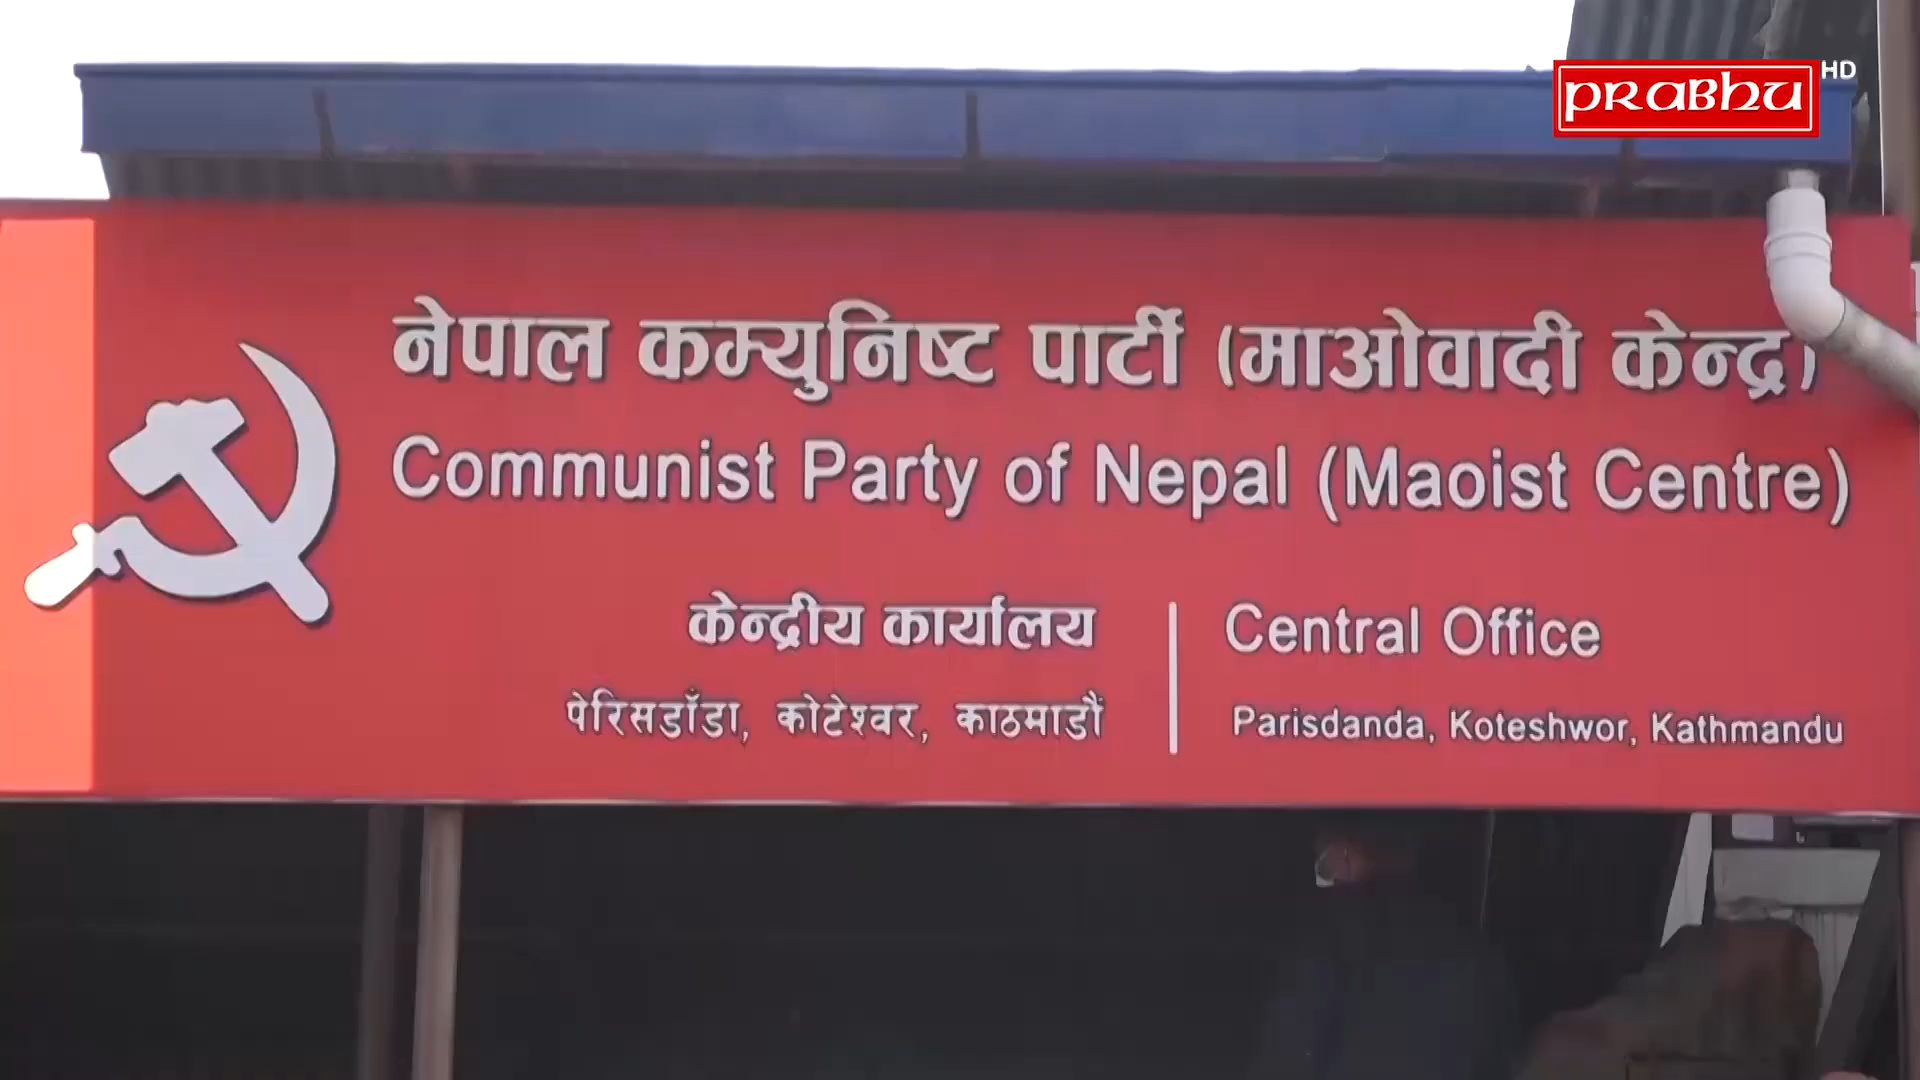 PRABHU HD
नेपाल कम्युनिष्ट पार्टी (माओवादी केन्द्र)
Communist Party of Nepal (Maoist Centre)
केन्द्रीय कार्यालय
पेरिसडाँडा, कोटेश्वर, काठमाडौं
Central Office
Parisdanda, Koteshwor, Kathmandu